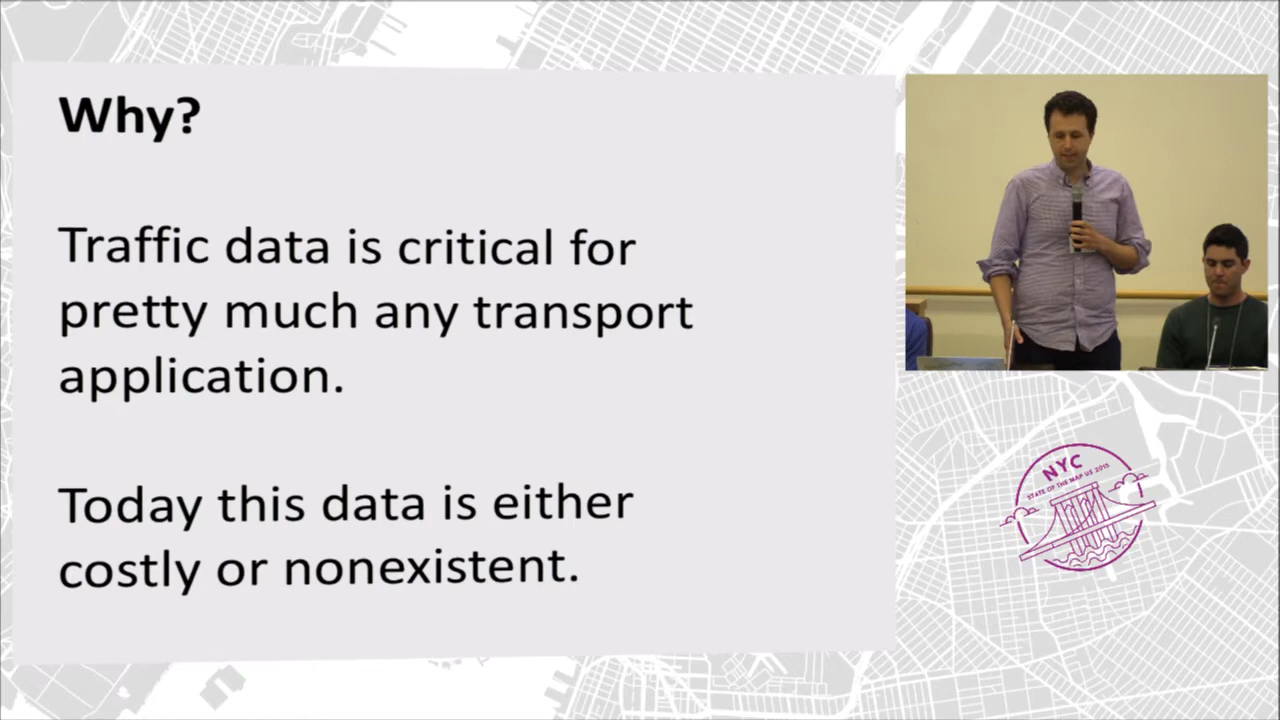 Why?
Traffic data is critical for
pretty much any transport
application.
Today this data is either
costly or nonexistent.
NYC
STATE OF THE MAP US 2015